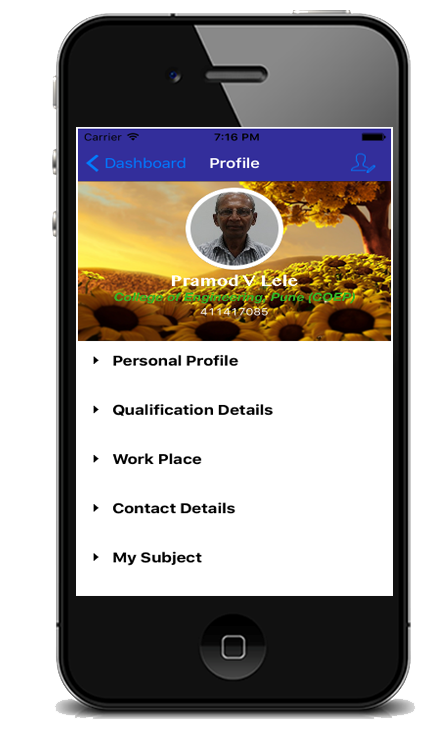 Carrier 7:16 PM
Dashboard Profile
Pramod V Lele
College of Engineering, Pune (COEP)
411417085
Personal Profile
Qualification Details
Work Place
Contact Details
My Subject